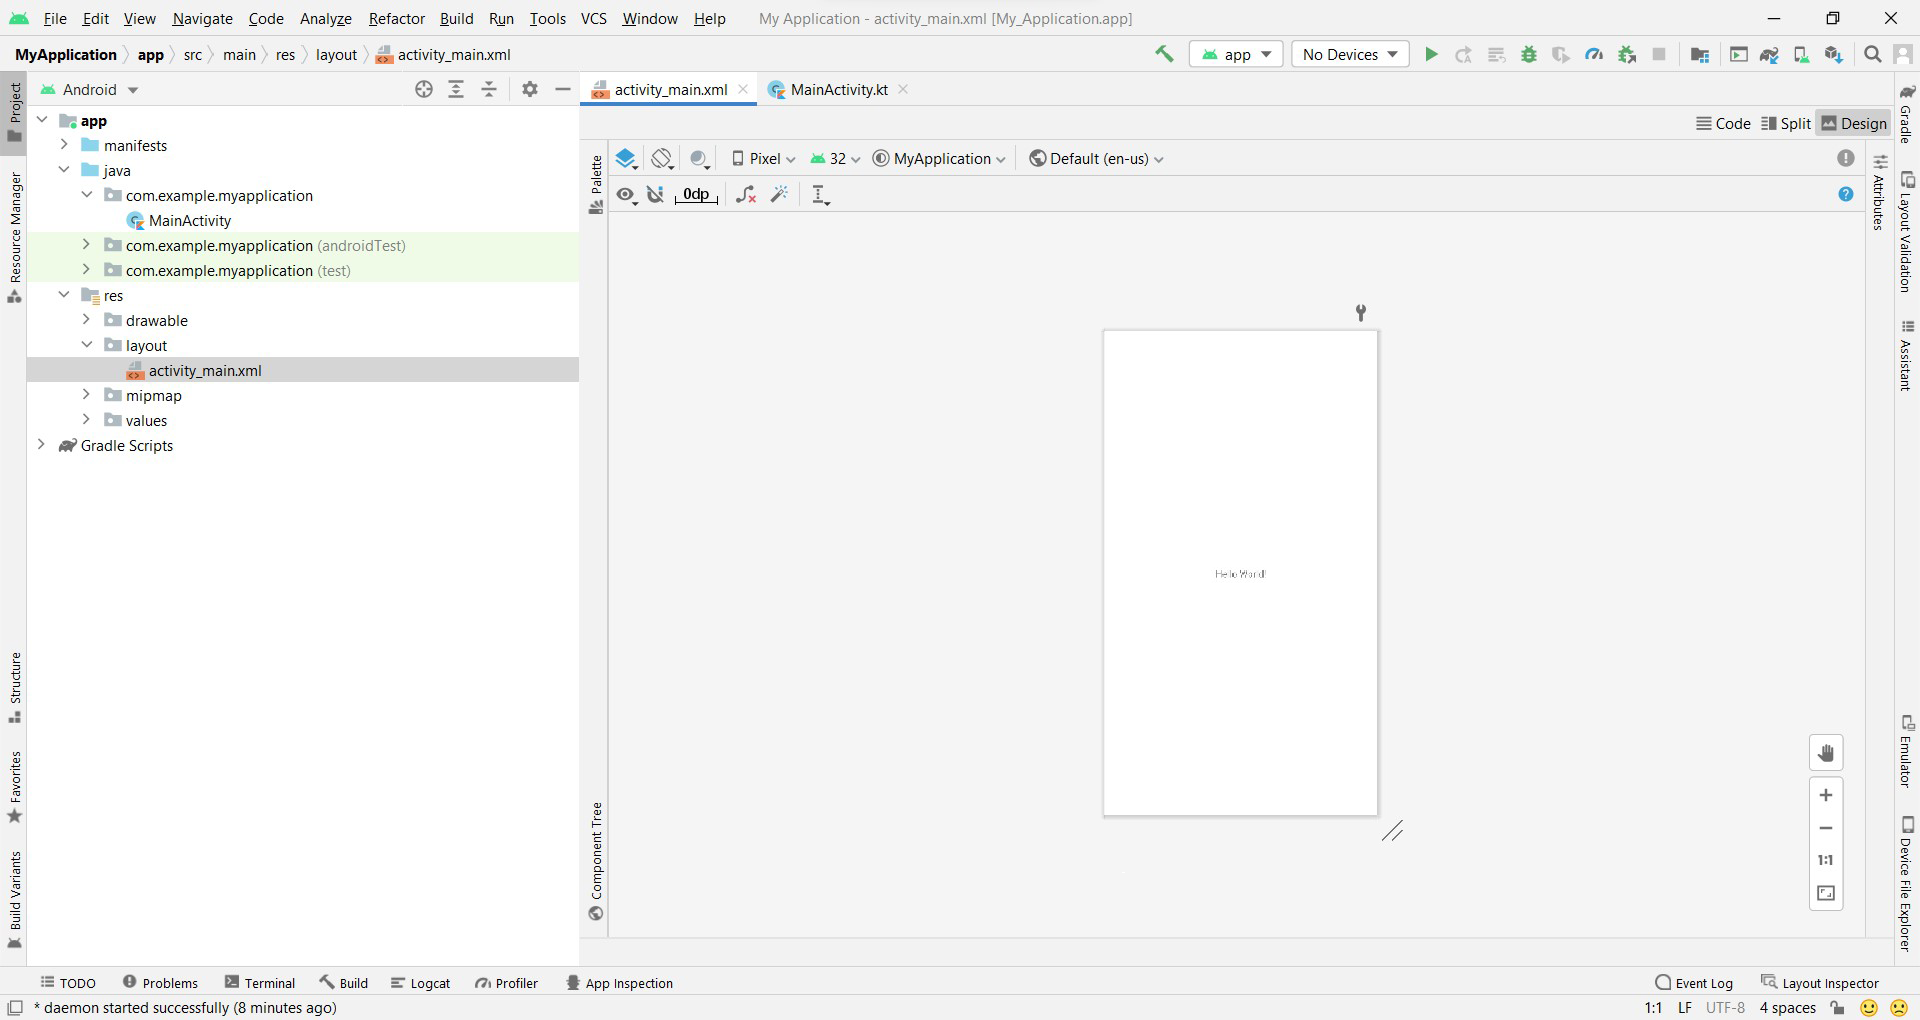 File Edit View Navigate Code Analyze Refactor Build Run Tools VCS Window Help My Application - activity_main.xml [My_Application.app]
MyApplication app src main res layout activity_main.xml app No Devices
Project
Resource Manager
Structure
Favorites
Build Variants
Android
app
manifests
java
com.example.myapplication
MainActivity
com.example.myapplication (androidTest)
com.example.myapplication (test)
res
drawable
layout
activity_main.xml
mipmap
values
Gradle Scripts
activity_main.xml MainActivity.kt
Code Split Design
Palette
Component Tree
Pixel 32 MyApplication Default (en-us)
0dp
Hello World!
1:1
Attributes
Gradle
Layout Validation
Assistant
Emulator
Device File Explorer
TODO Problems Terminal Build Logcat Profiler App Inspection Event Log Layout Inspector
* daemon started successfully (8 minutes ago) 1:1 LF UTF-8 4 spaces